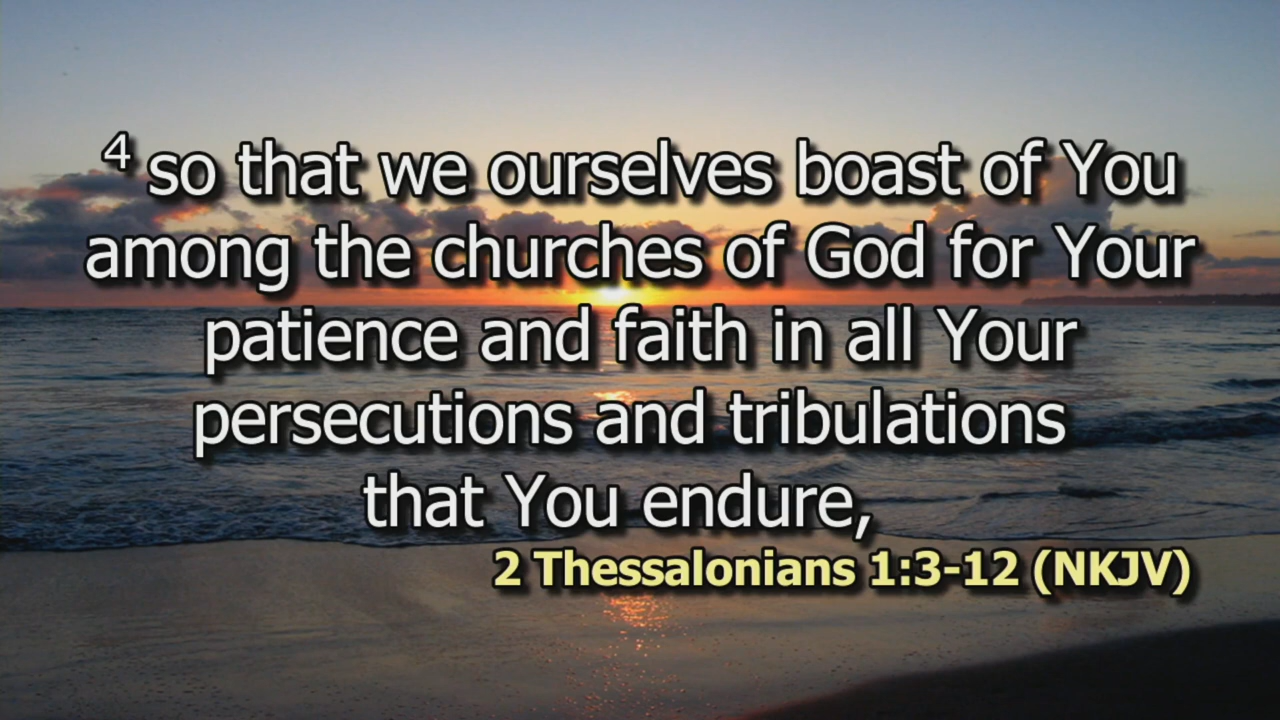 4 so that we ourselves boast of You
among the churches of God for Your
patience and faith in all Your
persecutions and tribulations
that You endure,
2 Thessalonians 1:3-12 (NKJV)